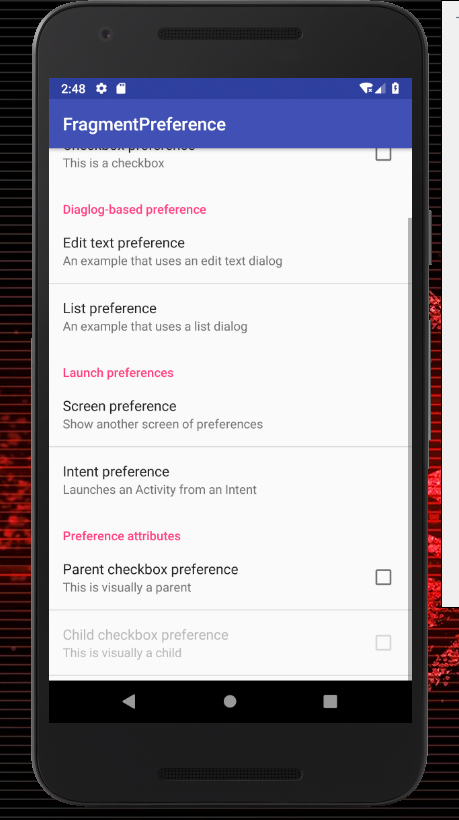 2:48
FragmentPreference
Checkbox preference
This is a checkbox
Diaglog-based preference
Edit text preference
An example that uses an edit text dialog
List preference
An example that uses a list dialog
Launch preferences
Screen preference
Show another screen of preferences
Intent preference
Launches an Activity from an Intent
Preference attributes
Parent checkbox preference
This is visually a parent
Child checkbox preference
This is visually a child